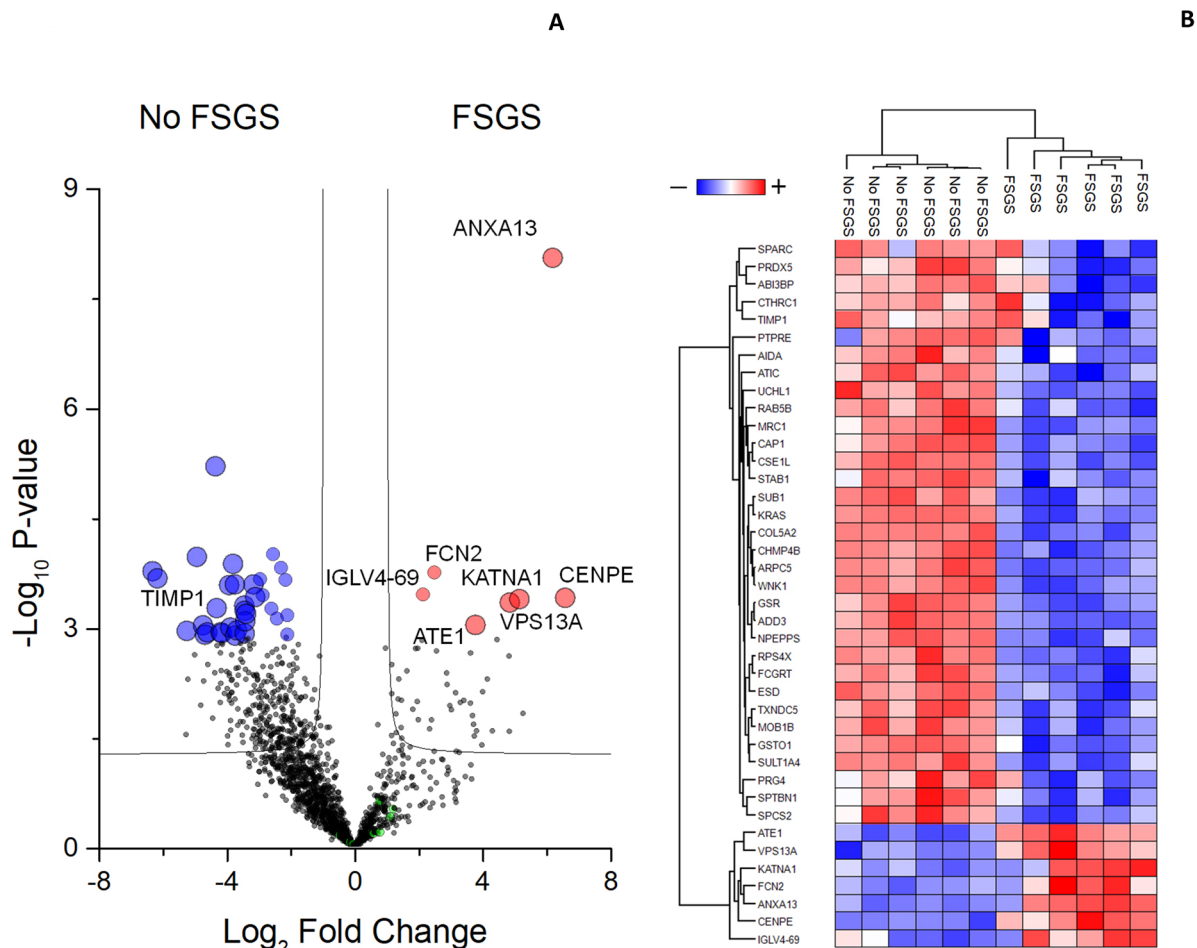 A
B
No FSGS
FSGS
9
6
3
0
-8
-4
0
4
8
-Log10 P-value
Log2 Fold Change
ANXA13
FCN2
IGLV4-69
KATNA1
CENPE
TIMP1
VPS13A
ATE1
− +
No FSGS
No FSGS
No FSGS
No FSGS
No FSGS
No FSGS
FSGS
FSGS
FSGS
FSGS
FSGS
FSGS
SPARC
PRDX5
ABI3BP
CTHRC1
TIMP1
PTPRE
AIDA
ATIC
UCHL1
RAB5B
MRC1
CAP1
CSE1L
STAB1
SUB1
KRAS
COL5A2
CHMP4B
ARPC5
WNK1
GSR
ADD3
NPEPPS
RPS4X
FCGRT
ESD
TXNDC5
MOB1B
GSTO1
SULT1A4
PRG4
SPTBN1
SPCS2
ATE1
VPS13A
KATNA1
FCN2
ANXA13
CENPE
IGLV4-69